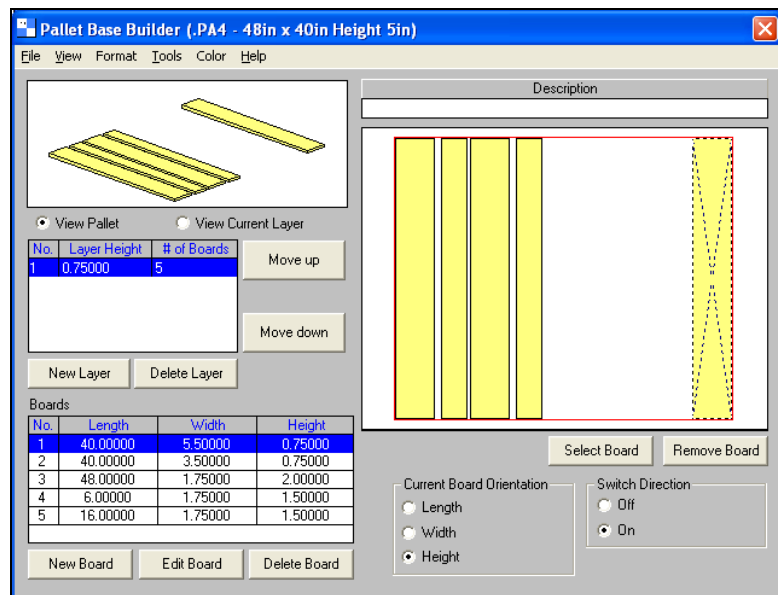 Pallet Base Builder (.PA4 - 48in x 40in Height 5in)
File View Format Tools Color Help
Description
View Pallet View Current Layer
No. Layer Height # of Boards
1 0.75000 5
Move up
Move down
New Layer Delete Layer
Boards
No. Length Width Height
1 40.00000 5.50000 0.75000
2 40.00000 3.50000 0.75000
3 48.00000 1.75000 2.00000
4 6.00000 1.75000 1.50000
5 16.00000 1.75000 1.50000
New Board Edit Board Delete Board
Select Board Remove Board
Current Board Orientation
Length
Width
Height
Switch Direction
Off
On